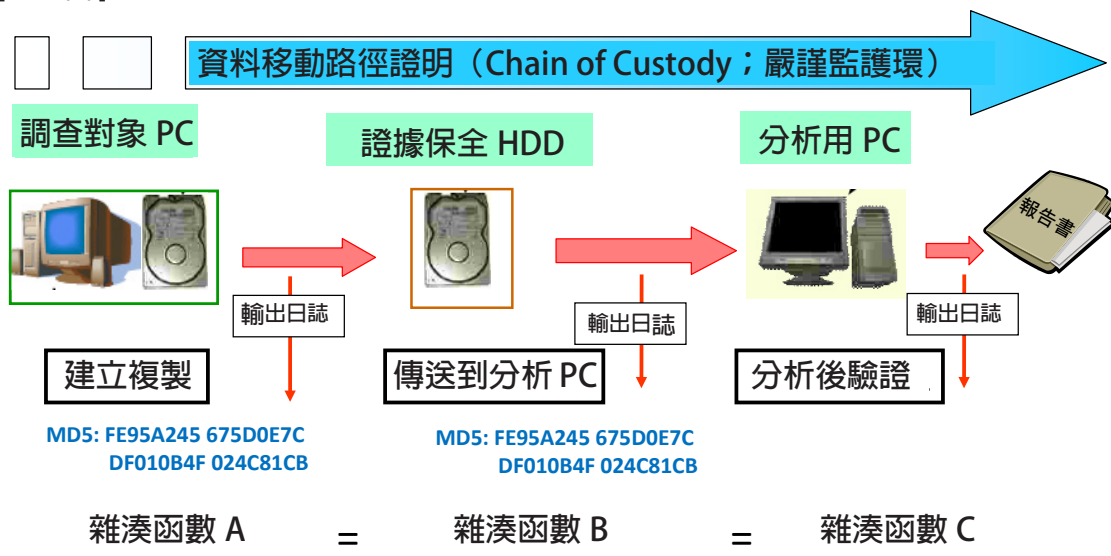 資料移動路徑證明（Chain of Custody；嚴謹監護環）
調查對象 PC
證據保全 HDD
分析用 PC
報告書
輸出日誌
輸出日誌
輸出日誌
建立複製
傳送到分析 PC
分析後驗證
MD5: FE95A245 675D0E7C
DF010B4F 024C81CB
MD5: FE95A245 675D0E7C
DF010B4F 024C81CB
雜湊函數 A = 雜湊函數 B = 雜湊函數 C